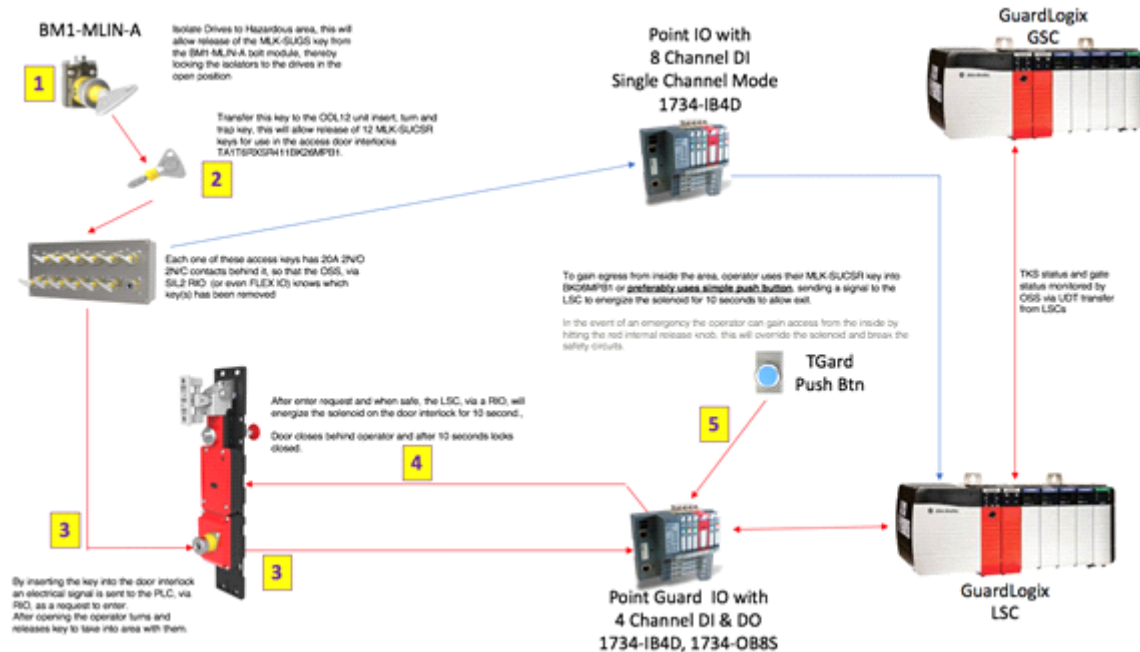 BM1-MLIN-A
Isolate Drives to Hazardous area, this will
allow release of the MLK-SUGS key from
the BM1-MLIN-A bolt module, thereby
locking the isolators to the drives in the
open position
1
Transfer this key to the ODL12 unit insert, turn and
trap key, this will allow release of 12 MLK-SUCSR
keys for use in the access door interlocks
TA1T6RXSR411BK26MPB1.
2
Point IO with
8 Channel DI
Single Channel Mode
1734-IB4D
GuardLogix
GSC
Each one of these access keys has 20A 2N/O
2N/C contacts behind it, so that the OSS, via
SIL2 RIO (or even FLEX IO) knows which
key(s) has been removed
To gain egress from inside the area, operator uses their MLK-SUCSR key into
BK06MPB1 or preferably uses simple push button, sending a signal to the
LSC to energize the solenoid for 10 seconds to allow exit.
In the event of an emergency the operator can gain access from the inside by
hitting the red internal release knob, this will override the solenoid and break the
safety circuits.
TKS status and gate
status monitored by
OSS via UDT transfer
from LSCs
TGard
Push Btn
After enter request and when safe, the LSC, via a RIO, will
energize the solenoid on the door interlock for 10 second.,
Door closes behind operator and after 10 seconds locks
closed.
4
5
3
3
By inserting the key into the door interlock
an electrical signal is sent to the PLC, via
RIO, as a request to enter.
After opening the operator turns and
releases key to take into area with them.
Point Guard IO with
4 Channel DI & DO
1734-IB4D, 1734-OB8S
GuardLogix
LSC